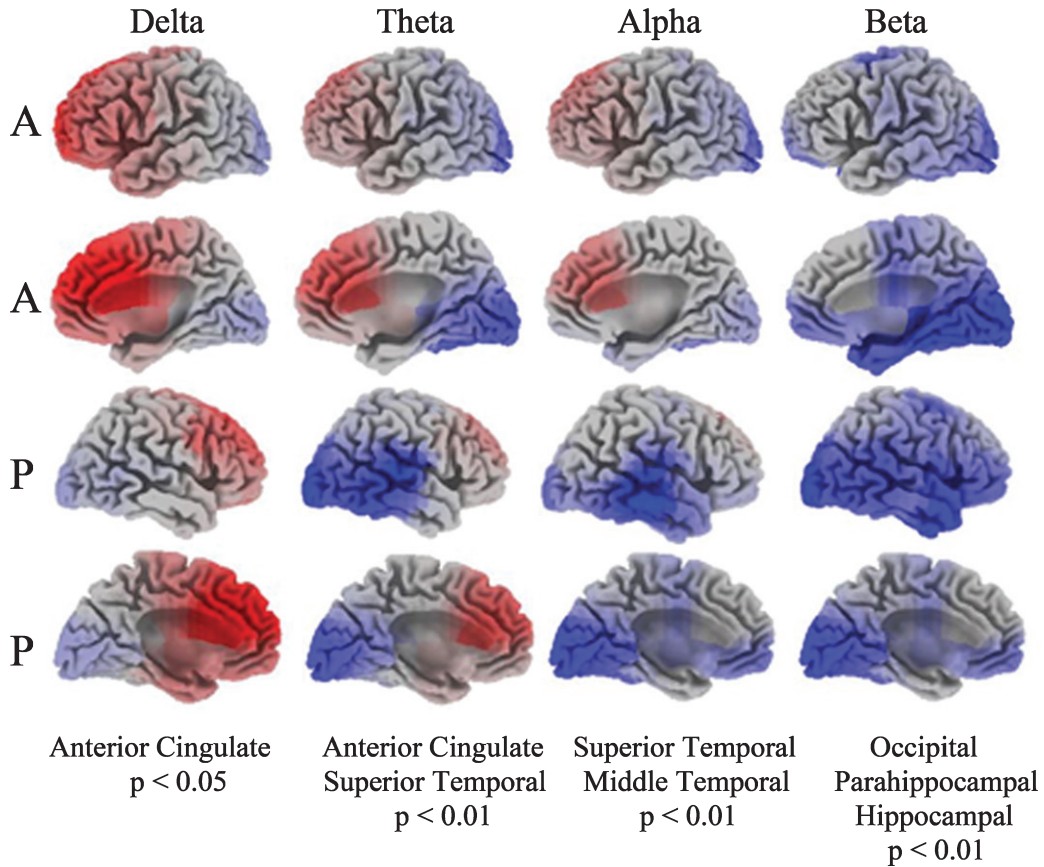 Delta Theta Alpha Beta
A
A
P
P
Anterior Cingulate
p < 0.05
Anterior Cingulate
Superior Temporal
p < 0.01
Superior Temporal
Middle Temporal
p < 0.01
Occipital
Parahippocampal
Hippocampal
p < 0.01